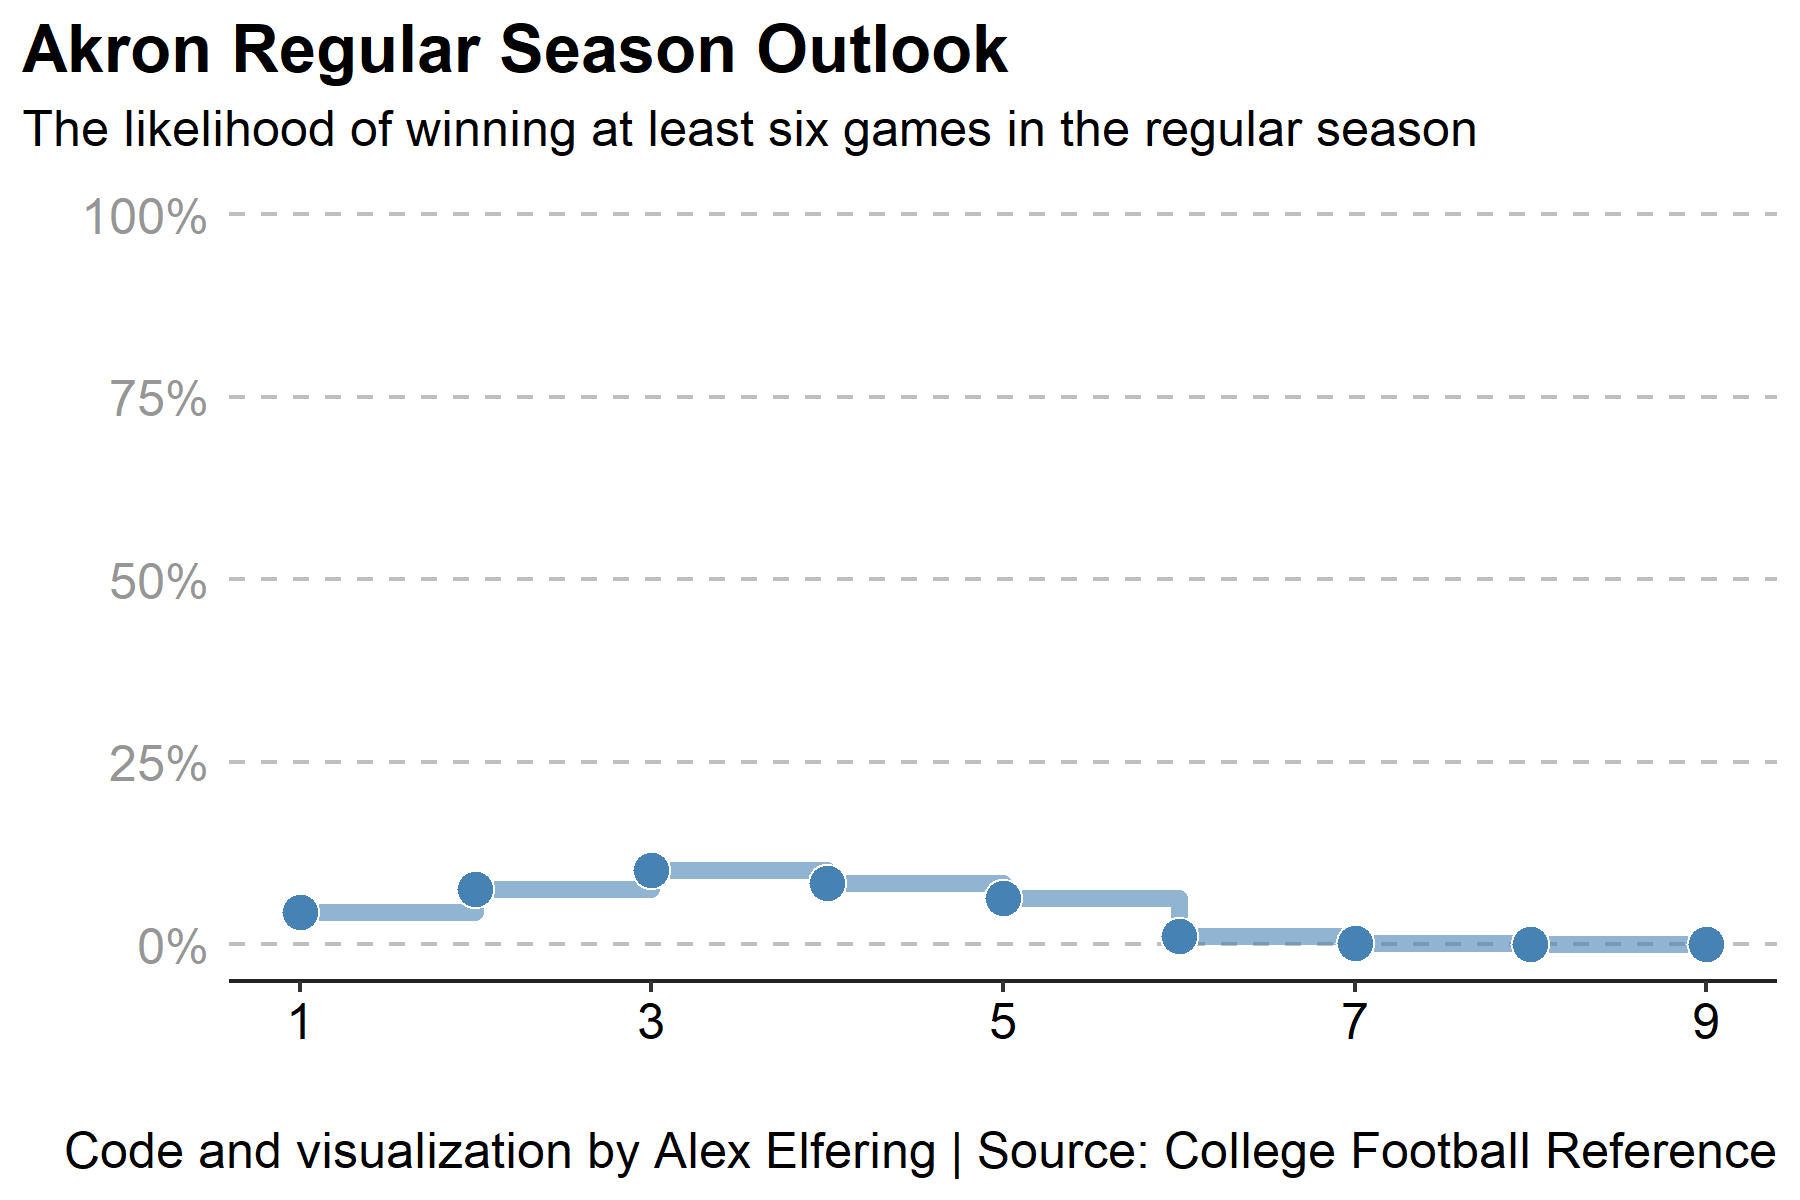 Akron Regular Season Outlook
The likelihood of winning at least six games in the regular season
100%
75%
50%
25%
0%
1 3 5 7 9
Code and visualization by Alex Elfering | Source: College Football Reference